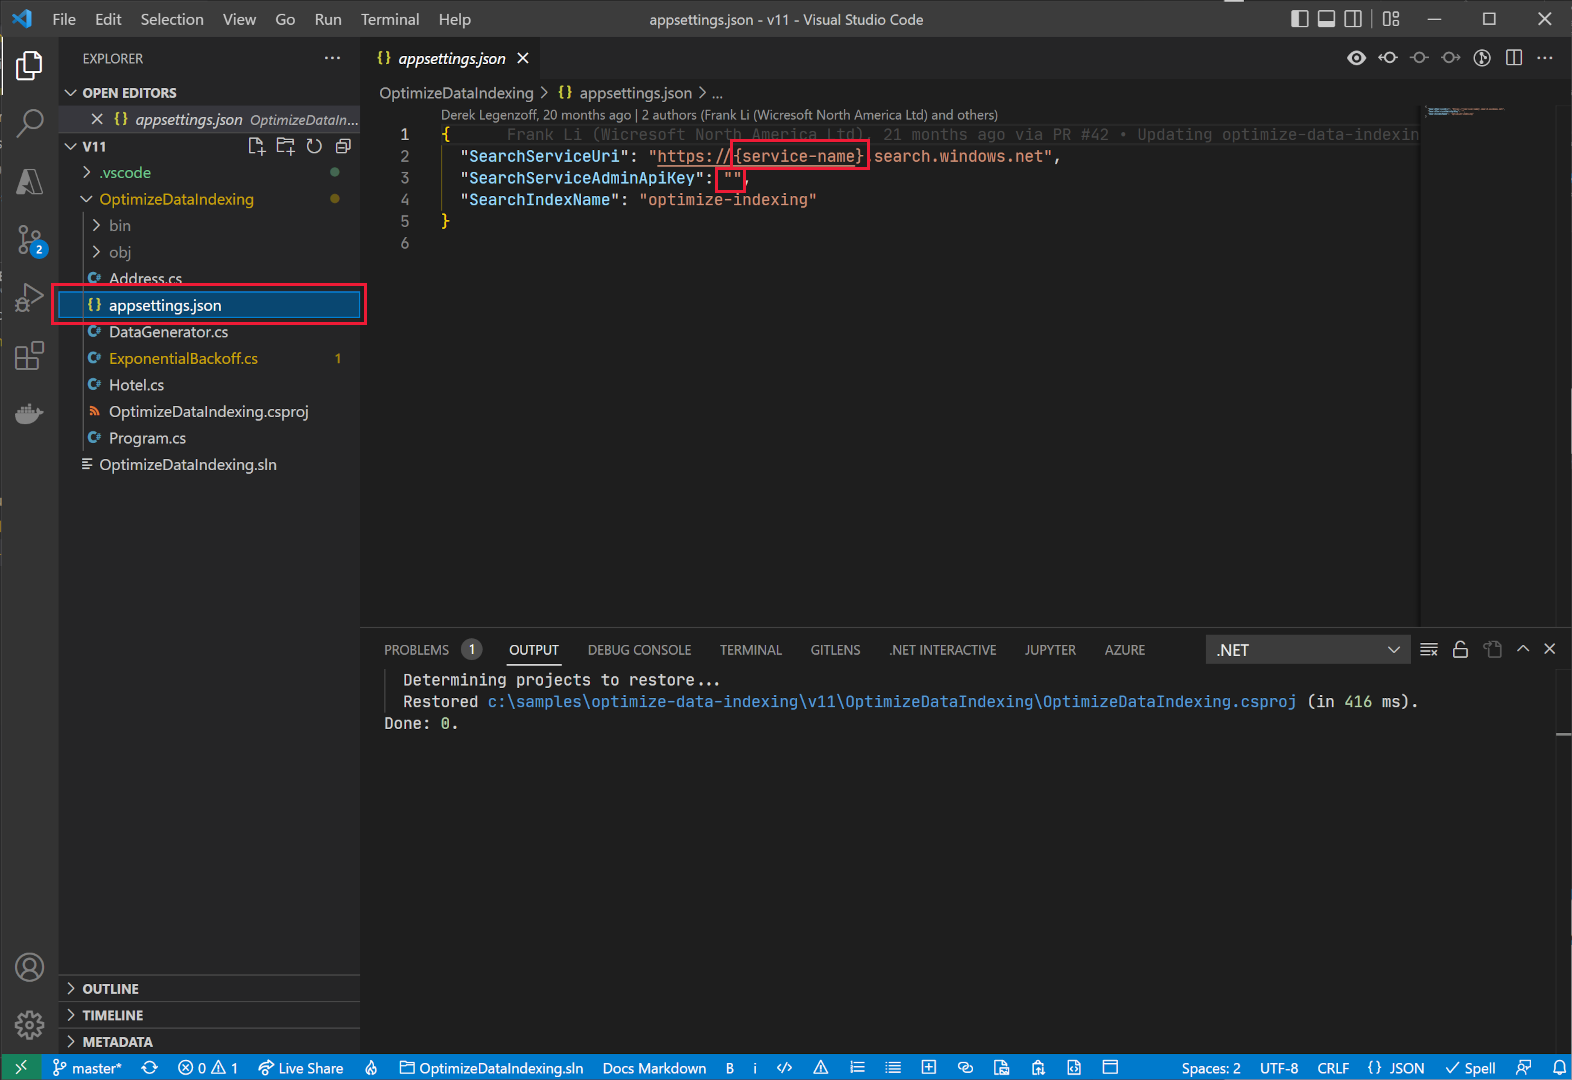 File Edit Selection View Go Run Terminal Help
appsettings.json - v11 - Visual Studio Code
EXPLORER
OPEN EDITORS
{} appsettings.json OptimizeDataIn...
V11
.vscode
OptimizeDataIndexing
bin
obj
C# Address.cs
{} appsettings.json
C# DataGenerator.cs
C# ExponentialBackoff.cs 1
C# Hotel.cs
OptimizeDataIndexing.csproj
C# Program.cs
OptimizeDataIndexing.sln
2
OUTLINE
TIMELINE
METADATA
{} appsettings.json
OptimizeDataIndexing > {} appsettings.json > ...
Derek Legenzoff, 20 months ago | 2 authors (Frank Li (Wicresoft North America Ltd) and others)
1 { Frank Li (Wicresoft North America Ltd), 21 months ago via PR #42 • Updating optimize-data-indexin
2 "SearchServiceUri": "https://{service-name}.search.windows.net",
3 "SearchServiceAdminApiKey": "",
4 "SearchIndexName": "optimize-indexing"
5 }
6
PROBLEMS 1 OUTPUT DEBUG CONSOLE TERMINAL GITLENS .NET INTERACTIVE JUPYTER AZURE .NET
Determining projects to restore...
Restored c:\samples\optimize-data-indexing\v11\OptimizeDataIndexing\OptimizeDataIndexing.csproj (in 416 ms).
Done: 0.
master* 0 1 Live Share OptimizeDataIndexing.sln Docs Markdown B i </> Spaces: 2 UTF-8 CRLF {} JSON Spell